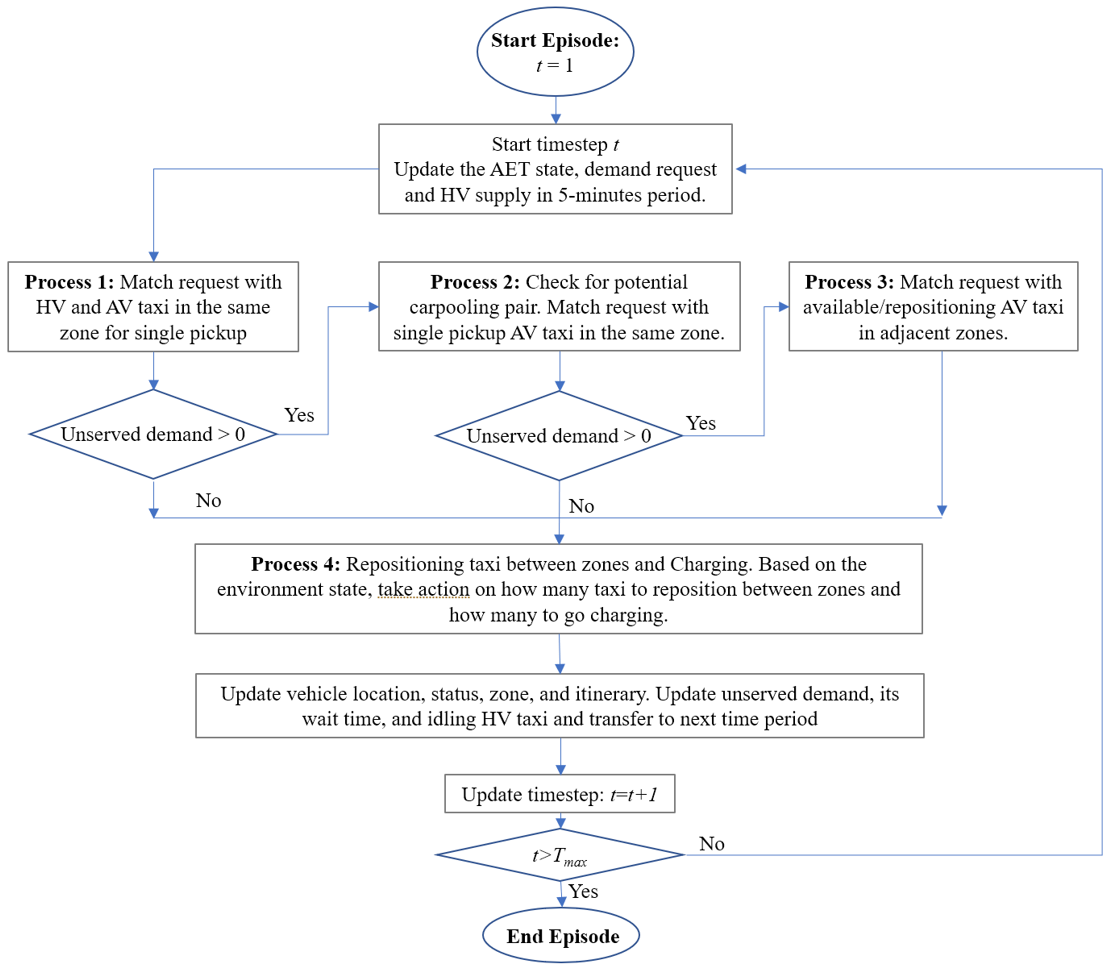 Start Episode:
t = 1
Start timestep t
Update the AET state, demand request
and HV supply in 5-minutes period.
Process 1: Match request with
HV and AV taxi in the same
zone for single pickup
Process 2: Check for potential
carpooling pair. Match request with
single pickup AV taxi in the same zone.
Process 3: Match request with
available/repositioning AV taxi
in adjacent zones.
Unserved demand > 0
Yes
Unserved demand > 0
Yes
No
No
Process 4: Repositioning taxi between zones and Charging. Based on the
environment state, take action on how many taxi to reposition between zones and
how many to go charging.
Update vehicle location, status, zone, and itinerary. Update unserved demand, its
wait time, and idling HV taxi and transfer to next time period
Update timestep: t=t+1
t>Tmax
No
Yes
End Episode